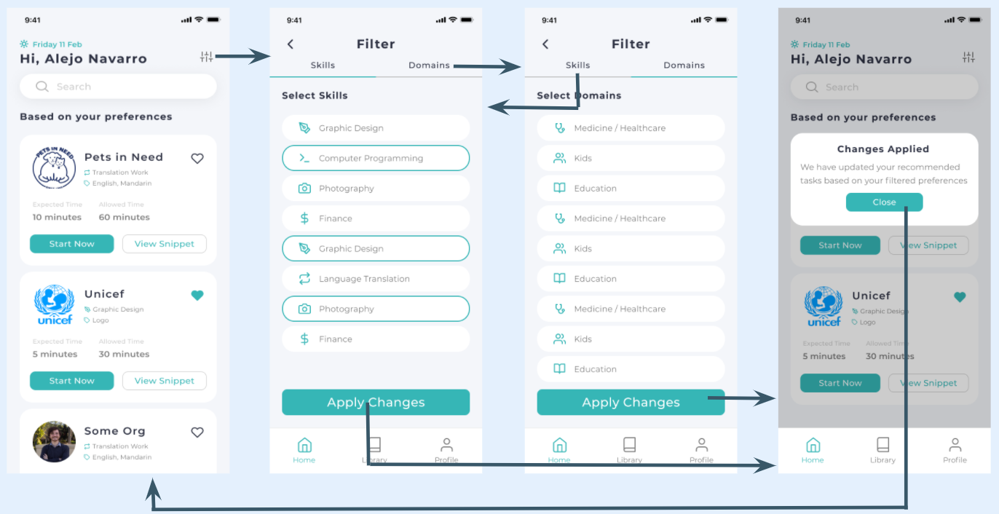 9:41
Friday 11 Feb
Hi, Alejo Navarro
Search
Based on your preferences
PETS IN NEED
Pets in Need
Translation Work
English, Mandarin
Expected Time Allowed Time
10 minutes 60 minutes
Start Now View Snippet
unicef
Unicef
Graphic Design
Logo
Expected Time Allowed Time
5 minutes 30 minutes
Start Now View Snippet
Some Org
Translation Work
English, Mandarin
9:41
Filter
Skills Domains
Select Skills
Graphic Design
Computer Programming
Photography
Finance
Graphic Design
Language Translation
Photography
Finance
Apply Changes
Home Library Profile
9:41
Filter
Skills Domains
Select Domains
Medicine / Healthcare
Kids
Education
Medicine / Healthcare
Kids
Education
Medicine / Healthcare
Kids
Education
Apply Changes
Home Library Profile
9:41
Friday 11 Feb
Hi, Alejo Navarro
Search
Based on your preferences
Changes Applied
We have updated your recommended
tasks based on your filtered preferences
Close
Start Now View Snippet
unicef
Unicef
Graphic Design
Logo
Expected Time Allowed Time
5 minutes 30 minutes
Start Now View Snippet
Home Library Profile